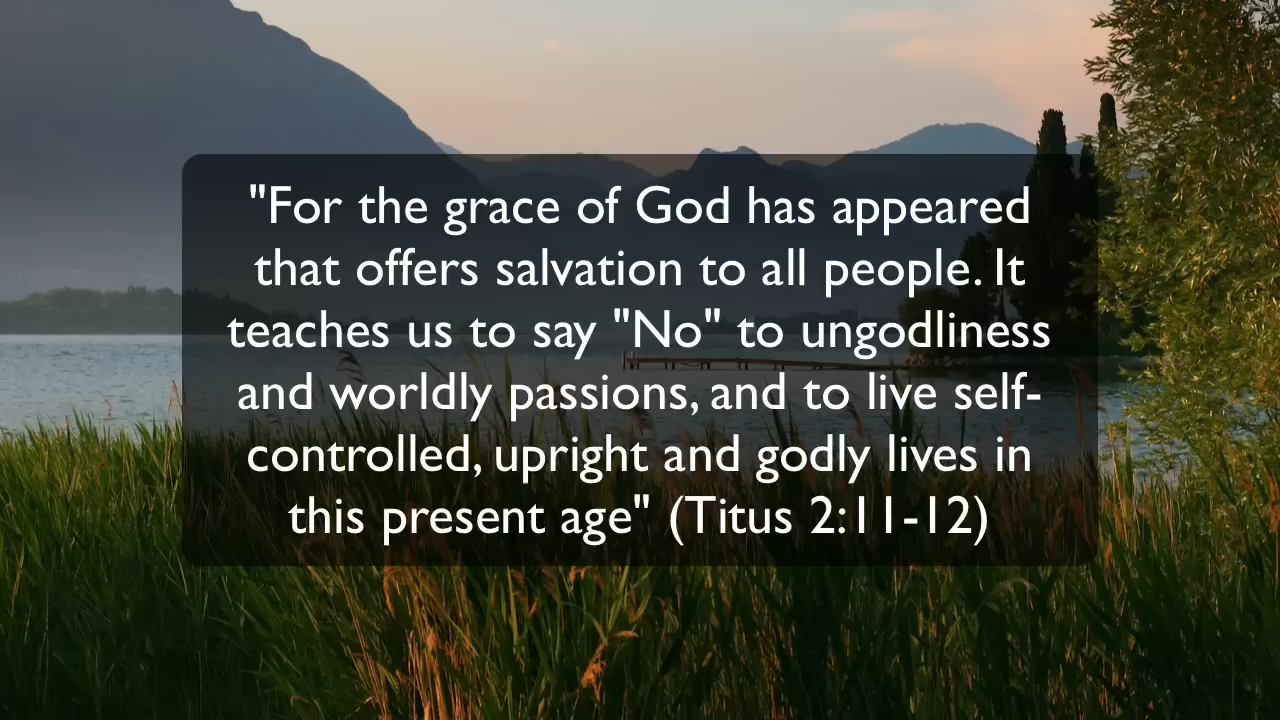 "For the grace of God has appeared
that offers salvation to all people. It
teaches us to say "No" to ungodliness
and worldly passions, and to live self-
controlled, upright and godly lives in
this present age" (Titus 2:11-12)